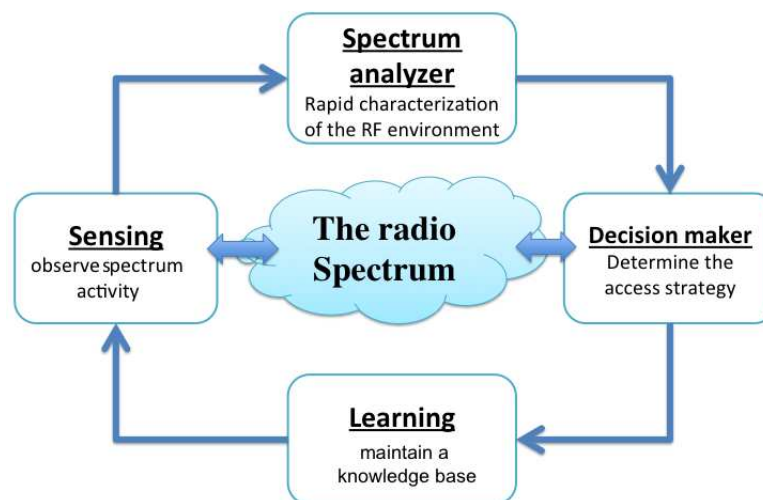 Spectrum
analyzer
Rapid characterization
of the RF environment
Sensing
observe spectrum
activity
The radio
Spectrum
Decision maker
Determine the
access strategy
Learning
maintain a
knowledge base